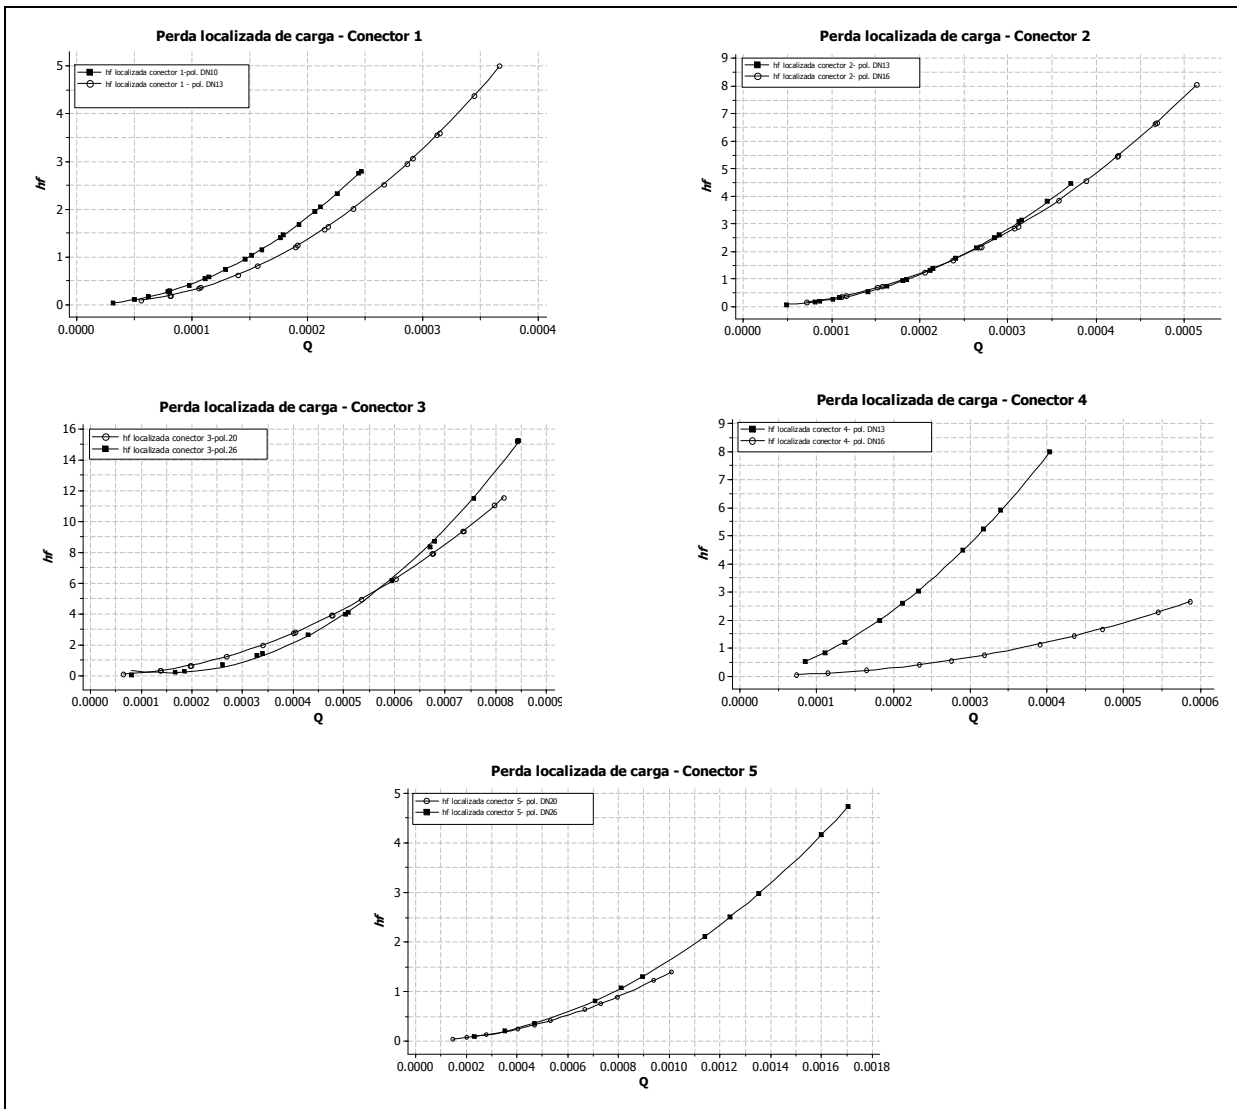 Perda localizada de carga - Conector 1
hf localizada conector 1-pol. DN10
hf localizada conector 1 - pol. DN13
5
4
3
2
1
0
hf
0.0000 0.0001 0.0002 0.0003 0.0004
Q
Perda localizada de carga - Conector 2
hf localizada conector 2- pol. DN13
hf localizada conector 2- pol. DN16
9
8
7
6
5
4
3
2
1
0
hf
0.0000 0.0001 0.0002 0.0003 0.0004 0.0005
Q
Perda localizada de carga - Conector 3
hf localizada conector 3-pol.20
hf localizada conector 3-pol.26
16
14
12
10
8
6
4
2
0
hf
0.0000 0.0001 0.0002 0.0003 0.0004 0.0005 0.0006 0.0007 0.0008 0.0009
Q
Perda localizada de carga - Conector 4
hf localizada conector 4- pol. DN13
hf localizada conector 4- pol. DN16
9
8
7
6
5
4
3
2
1
0
hf
0.0000 0.0001 0.0002 0.0003 0.0004 0.0005 0.0006
Q
Perda localizada de carga - Conector 5
hf localizada conector 5- pol. DN20
hf localizada conector 5- pol. DN26
5
4
3
2
1
0
hf
0.0000 0.0002 0.0004 0.0006 0.0008 0.0010 0.0012 0.0014 0.0016 0.0018
Q